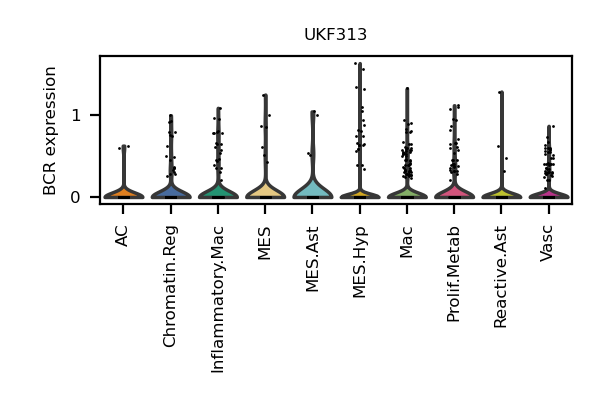 UKF313
BCR expression
1
0
AC
Chromatin.Reg
Inflammatory.Mac
MES
MES.Ast
MES.Hyp
Mac
Prolif.Metab
Reactive.Ast
Vasc